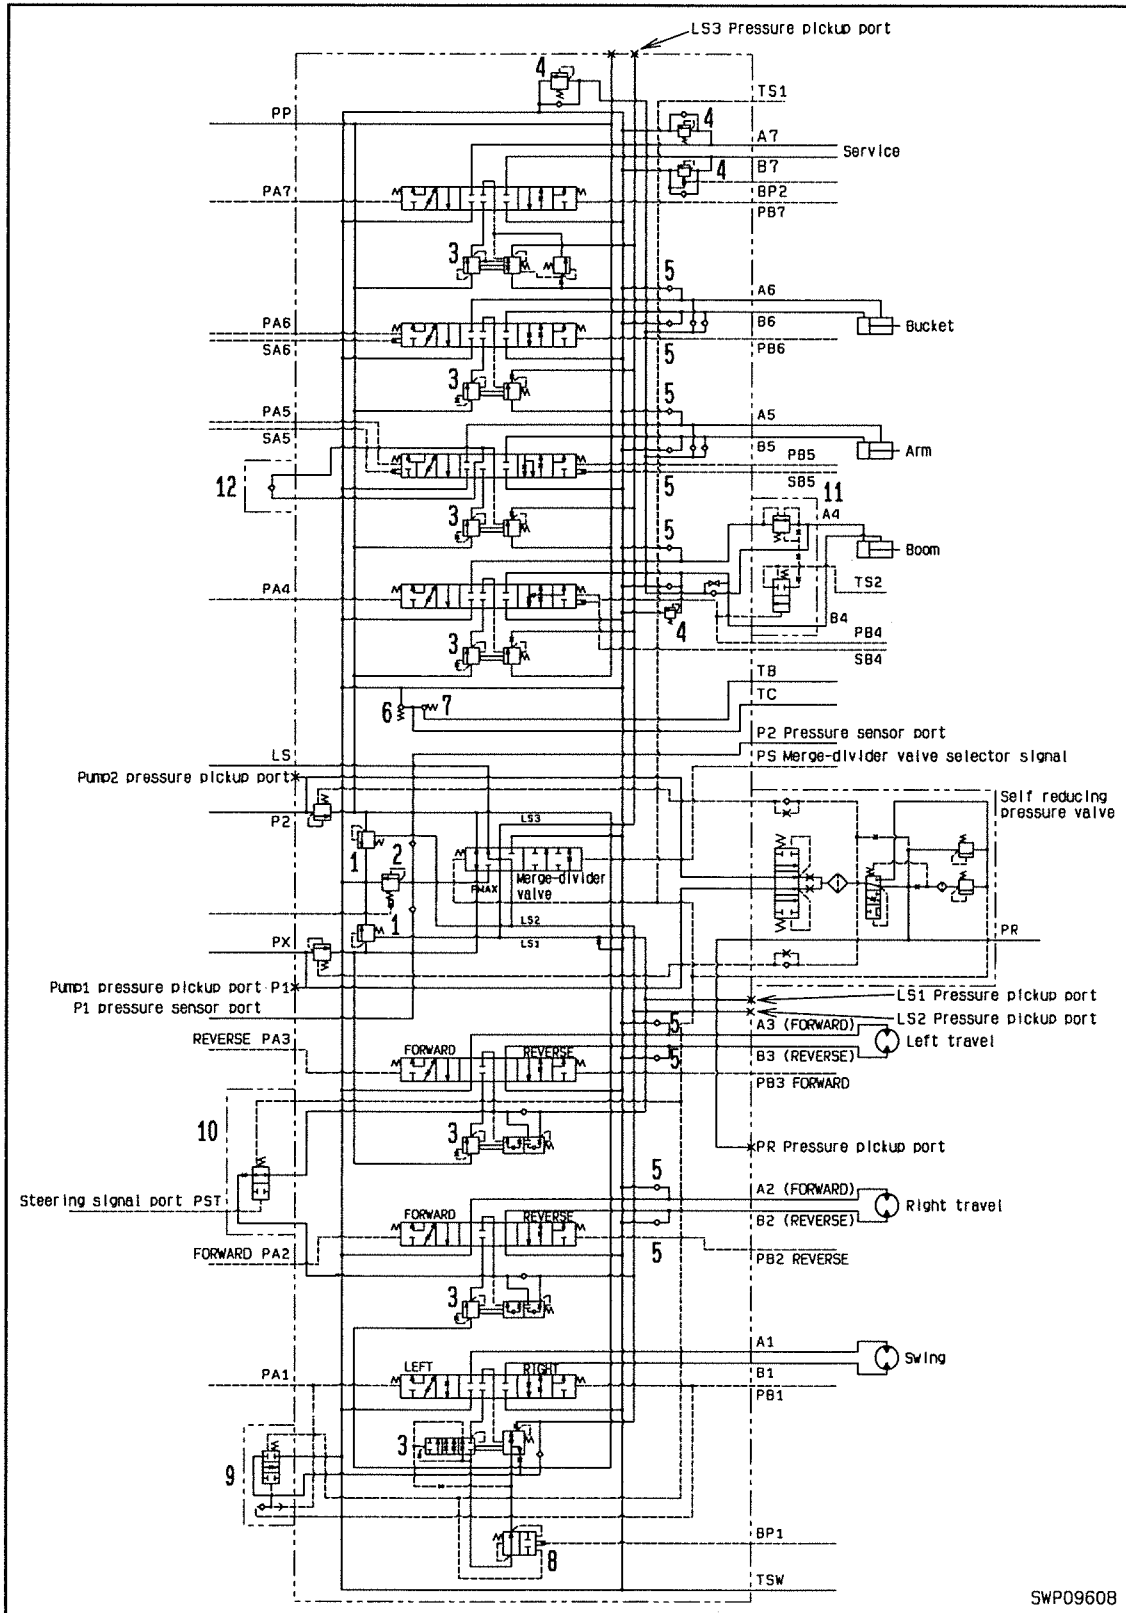 LS3 Pressure pickup port
4
TS1
PP
4
A7
Service
B7
4
BP2
PA7
PB7
3
5
A6
PA6
B6
Bucket
SA6
PB6
5
3
5
PA5
A5
SA5
B5
Arm
PB5
12
SB5
5
11
A4
3
5
Boom
TS2
PA4
4
B4
PB4
3
SB4
TB
6
7
TC
P2 Pressure sensor port
LS
PS Merge-divider valve selector signal
Pump2 pressure pickup port
Self reducing
pressure valve
P2
LS3
1
2
PMAX
Merge-divider
valve
1
LS2
PX
LS1
PR
Pump1 pressure pickup port P1
LS1 Pressure pickup port
P1 pressure sensor port
LS2 Pressure pickup port
5
A3 (FORWARD)
REVERSE PA3
Left travel
FORWARD
REVERSE
5
B3 (REVERSE)
PB3 FORWARD
10
3
PR Pressure pickup port
5
A2 (FORWARD)
Steering signal port PST
Right travel
FORWARD
REVERSE
B2 (REVERSE)
FORWARD PA2
5
PB2 REVERSE
3
A1
Swing
LEFT
RIGHT
B1
PA1
PB1
3
9
BP1
8
TSW
SWP09608